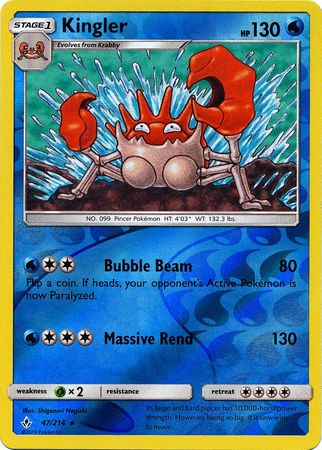 STAGE 1
Kingler
HP 130
Evolves from Krabby
NO. 099 Pincer Pokémon HT: 4'03" WT: 132.3 lbs.
Bubble Beam 80
Flip a coin. If heads, your opponent's Active Pokémon is
now Paralyzed.
Massive Rend 130
weakness ×2 resistance retreat
Illus. Shigenori Negishi
47/214 ★
©2019 Pokémon
Its large and hard pincer has 10,000-horsepower
strength. However, being so big, it is unwieldy
to move.